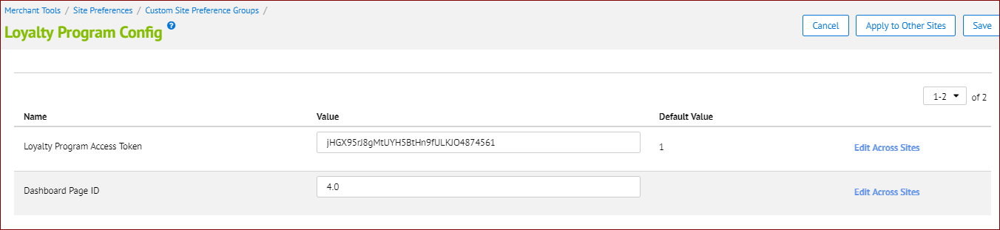 Merchant Tools / Site Preferences / Custom Site Preference Groups /
Loyalty Program Config ?
Cancel Apply to Other Sites Save
1-2 of 2
Name Value Default Value
Loyalty Program Access Token jHGX95rJ8gMtUYH5BtHn9fULKJO4874561 1 Edit Across Sites
Dashboard Page ID 4.0 Edit Across Sites